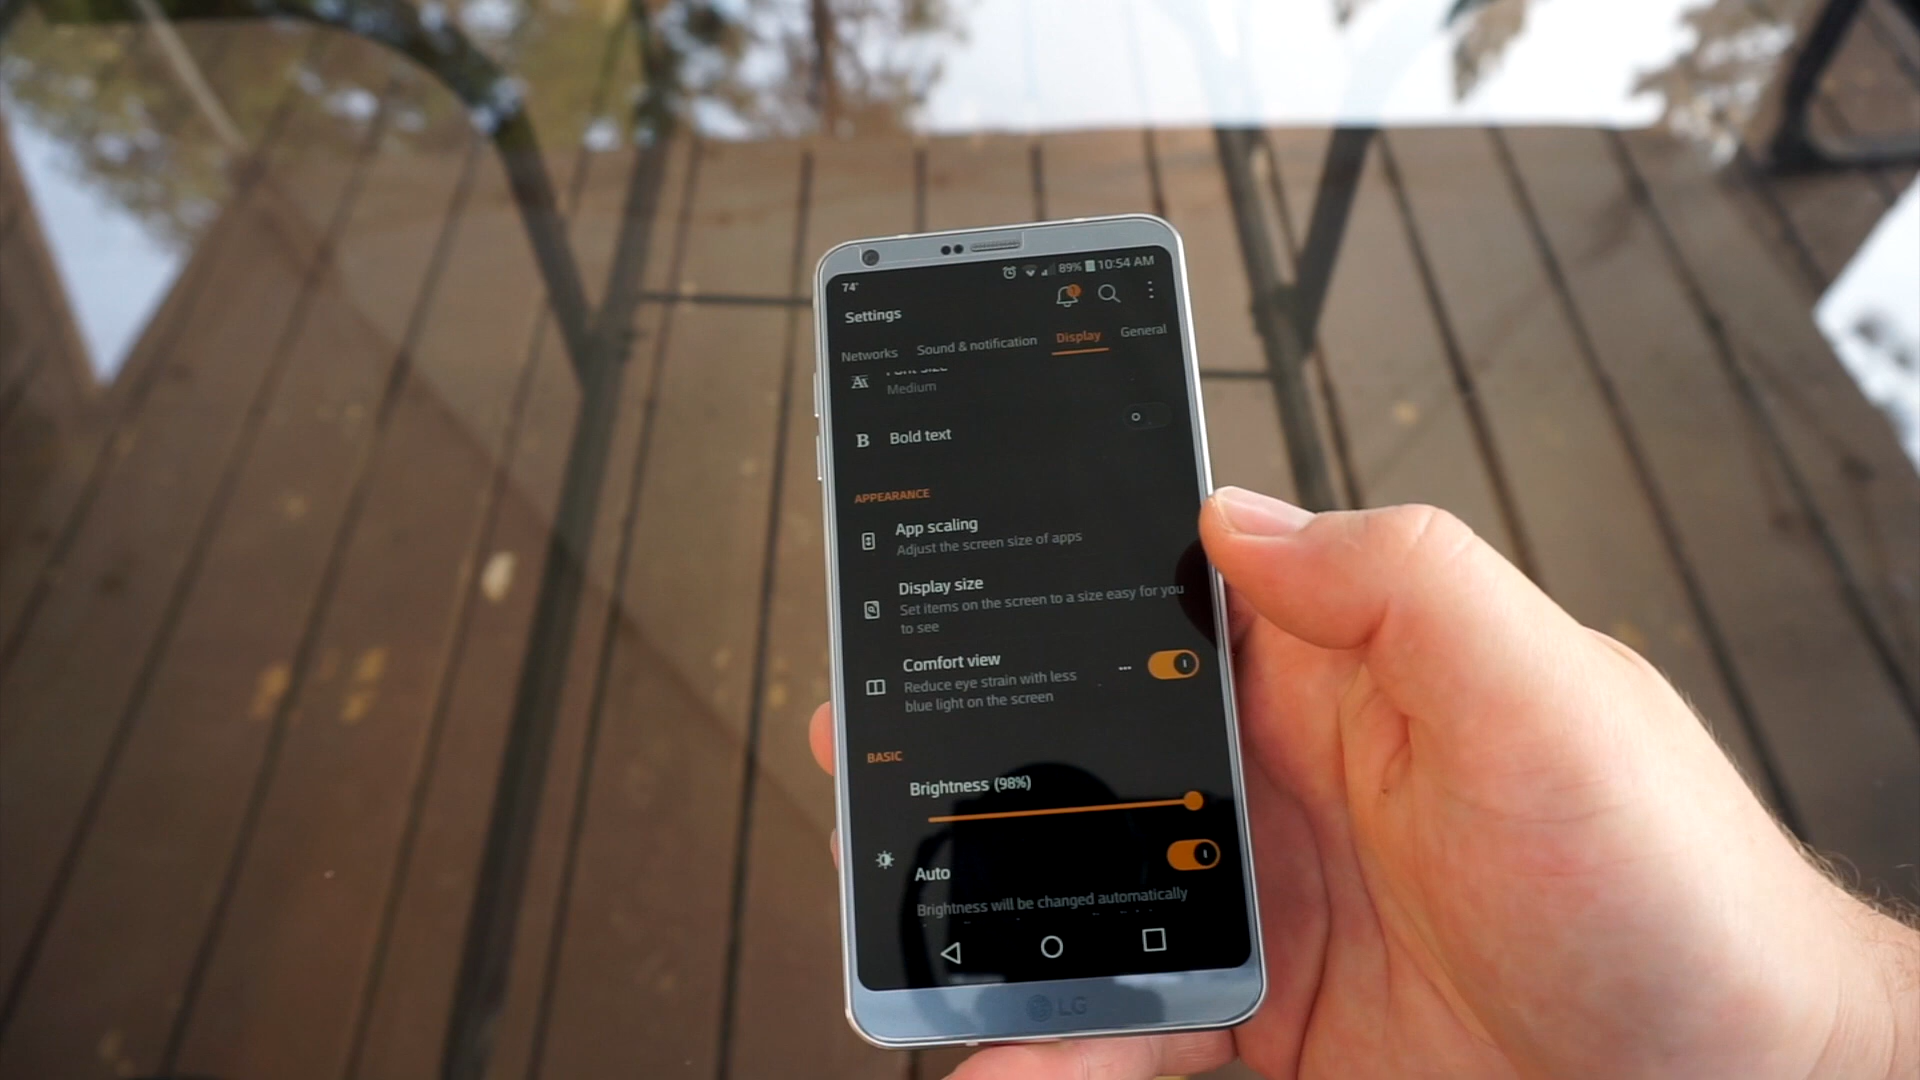 89% 10:54 AM
74°
Settings
Networks Sound & notification Display General
Font size
Medium
B Bold text
APPEARANCE
App scaling
Adjust the screen size of apps
Display size
Set items on the screen to a size easy for you
to see
Comfort view
Reduce eye strain with less
blue light on the screen
BASIC
Brightness (98%)
Auto
Brightness will be changed automatically
LG